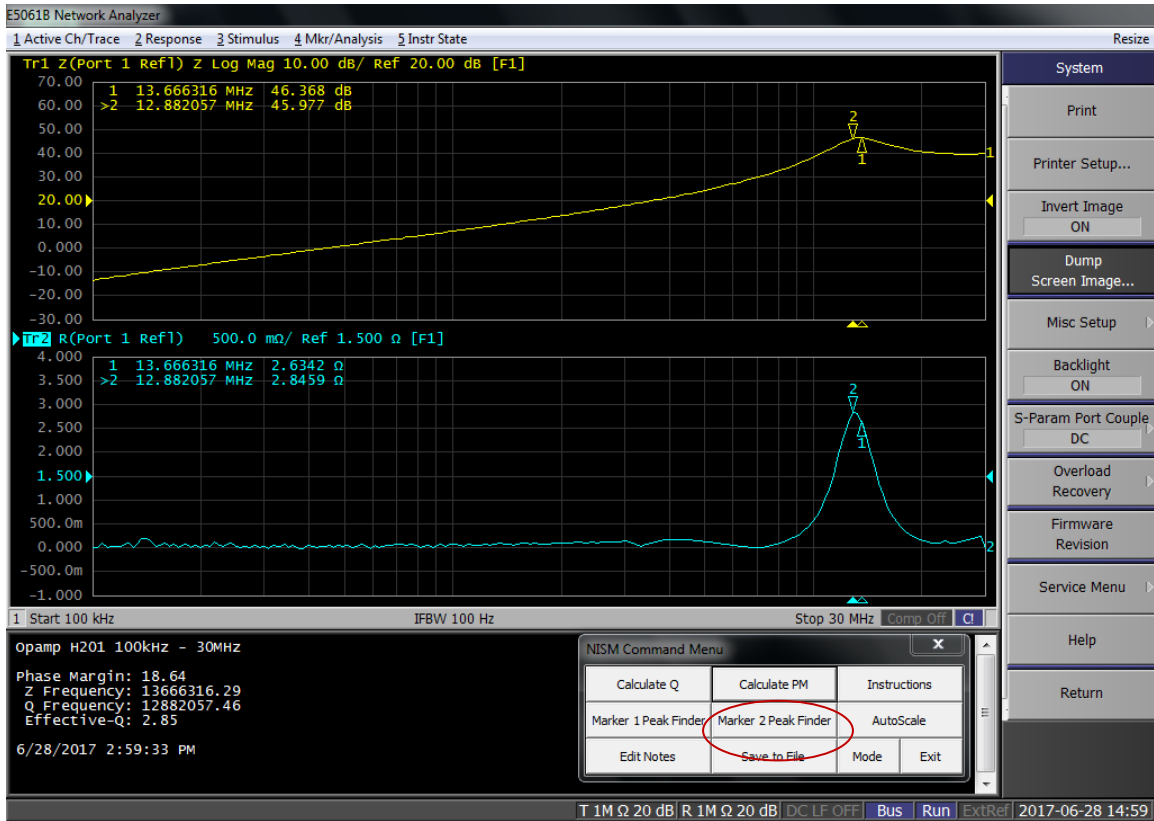 E5061B Network Analyzer
1 Active Ch/Trace 2 Response 3 Stimulus 4 Mkr/Analysis 5 Instr State Resize
Tr1 Z(Port 1 Refl) Z Log Mag 10.00 dB/ Ref 20.00 dB [F1]
70.00
60.00
50.00
40.00
30.00
20.00
10.00
0.000
-10.00
-20.00
-30.00
1 13.666316 MHz 46.368 dB
>2 12.882057 MHz 45.977 dB
2
1
1
Tr2 R(Port 1 Refl) 500.0 mΩ/ Ref 1.500 Ω [F1]
4.000
3.500
3.000
2.500
2.000
1.500
1.000
500.0m
0.000
-500.0m
-1.000
1 13.666316 MHz 2.6342 Ω
>2 12.882057 MHz 2.8459 Ω
2
1
2
1 Start 100 kHz IFBW 100 Hz Stop 30 MHz Comp Off C!
Opamp H201 100kHz - 30MHz
Phase Margin: 18.64
Z Frequency: 13666316.29
Q Frequency: 12882057.46
Effective-Q: 2.85
6/28/2017 2:59:33 PM
NISM Command Menu x
Calculate Q Calculate PM Instructions
Marker 1 Peak Finder Marker 2 Peak Finder AutoScale
Edit Notes Save to File Mode Exit
System
Print
Printer Setup...
Invert Image
ON
Dump
Screen Image...
Misc Setup
Backlight
ON
S-Param Port Couple
DC
Overload
Recovery
Firmware
Revision
Service Menu
Help
Return
T 1M Ω 20 dB R 1M Ω 20 dB DC LF OFF Bus Run ExtRef 2017-06-28 14:59